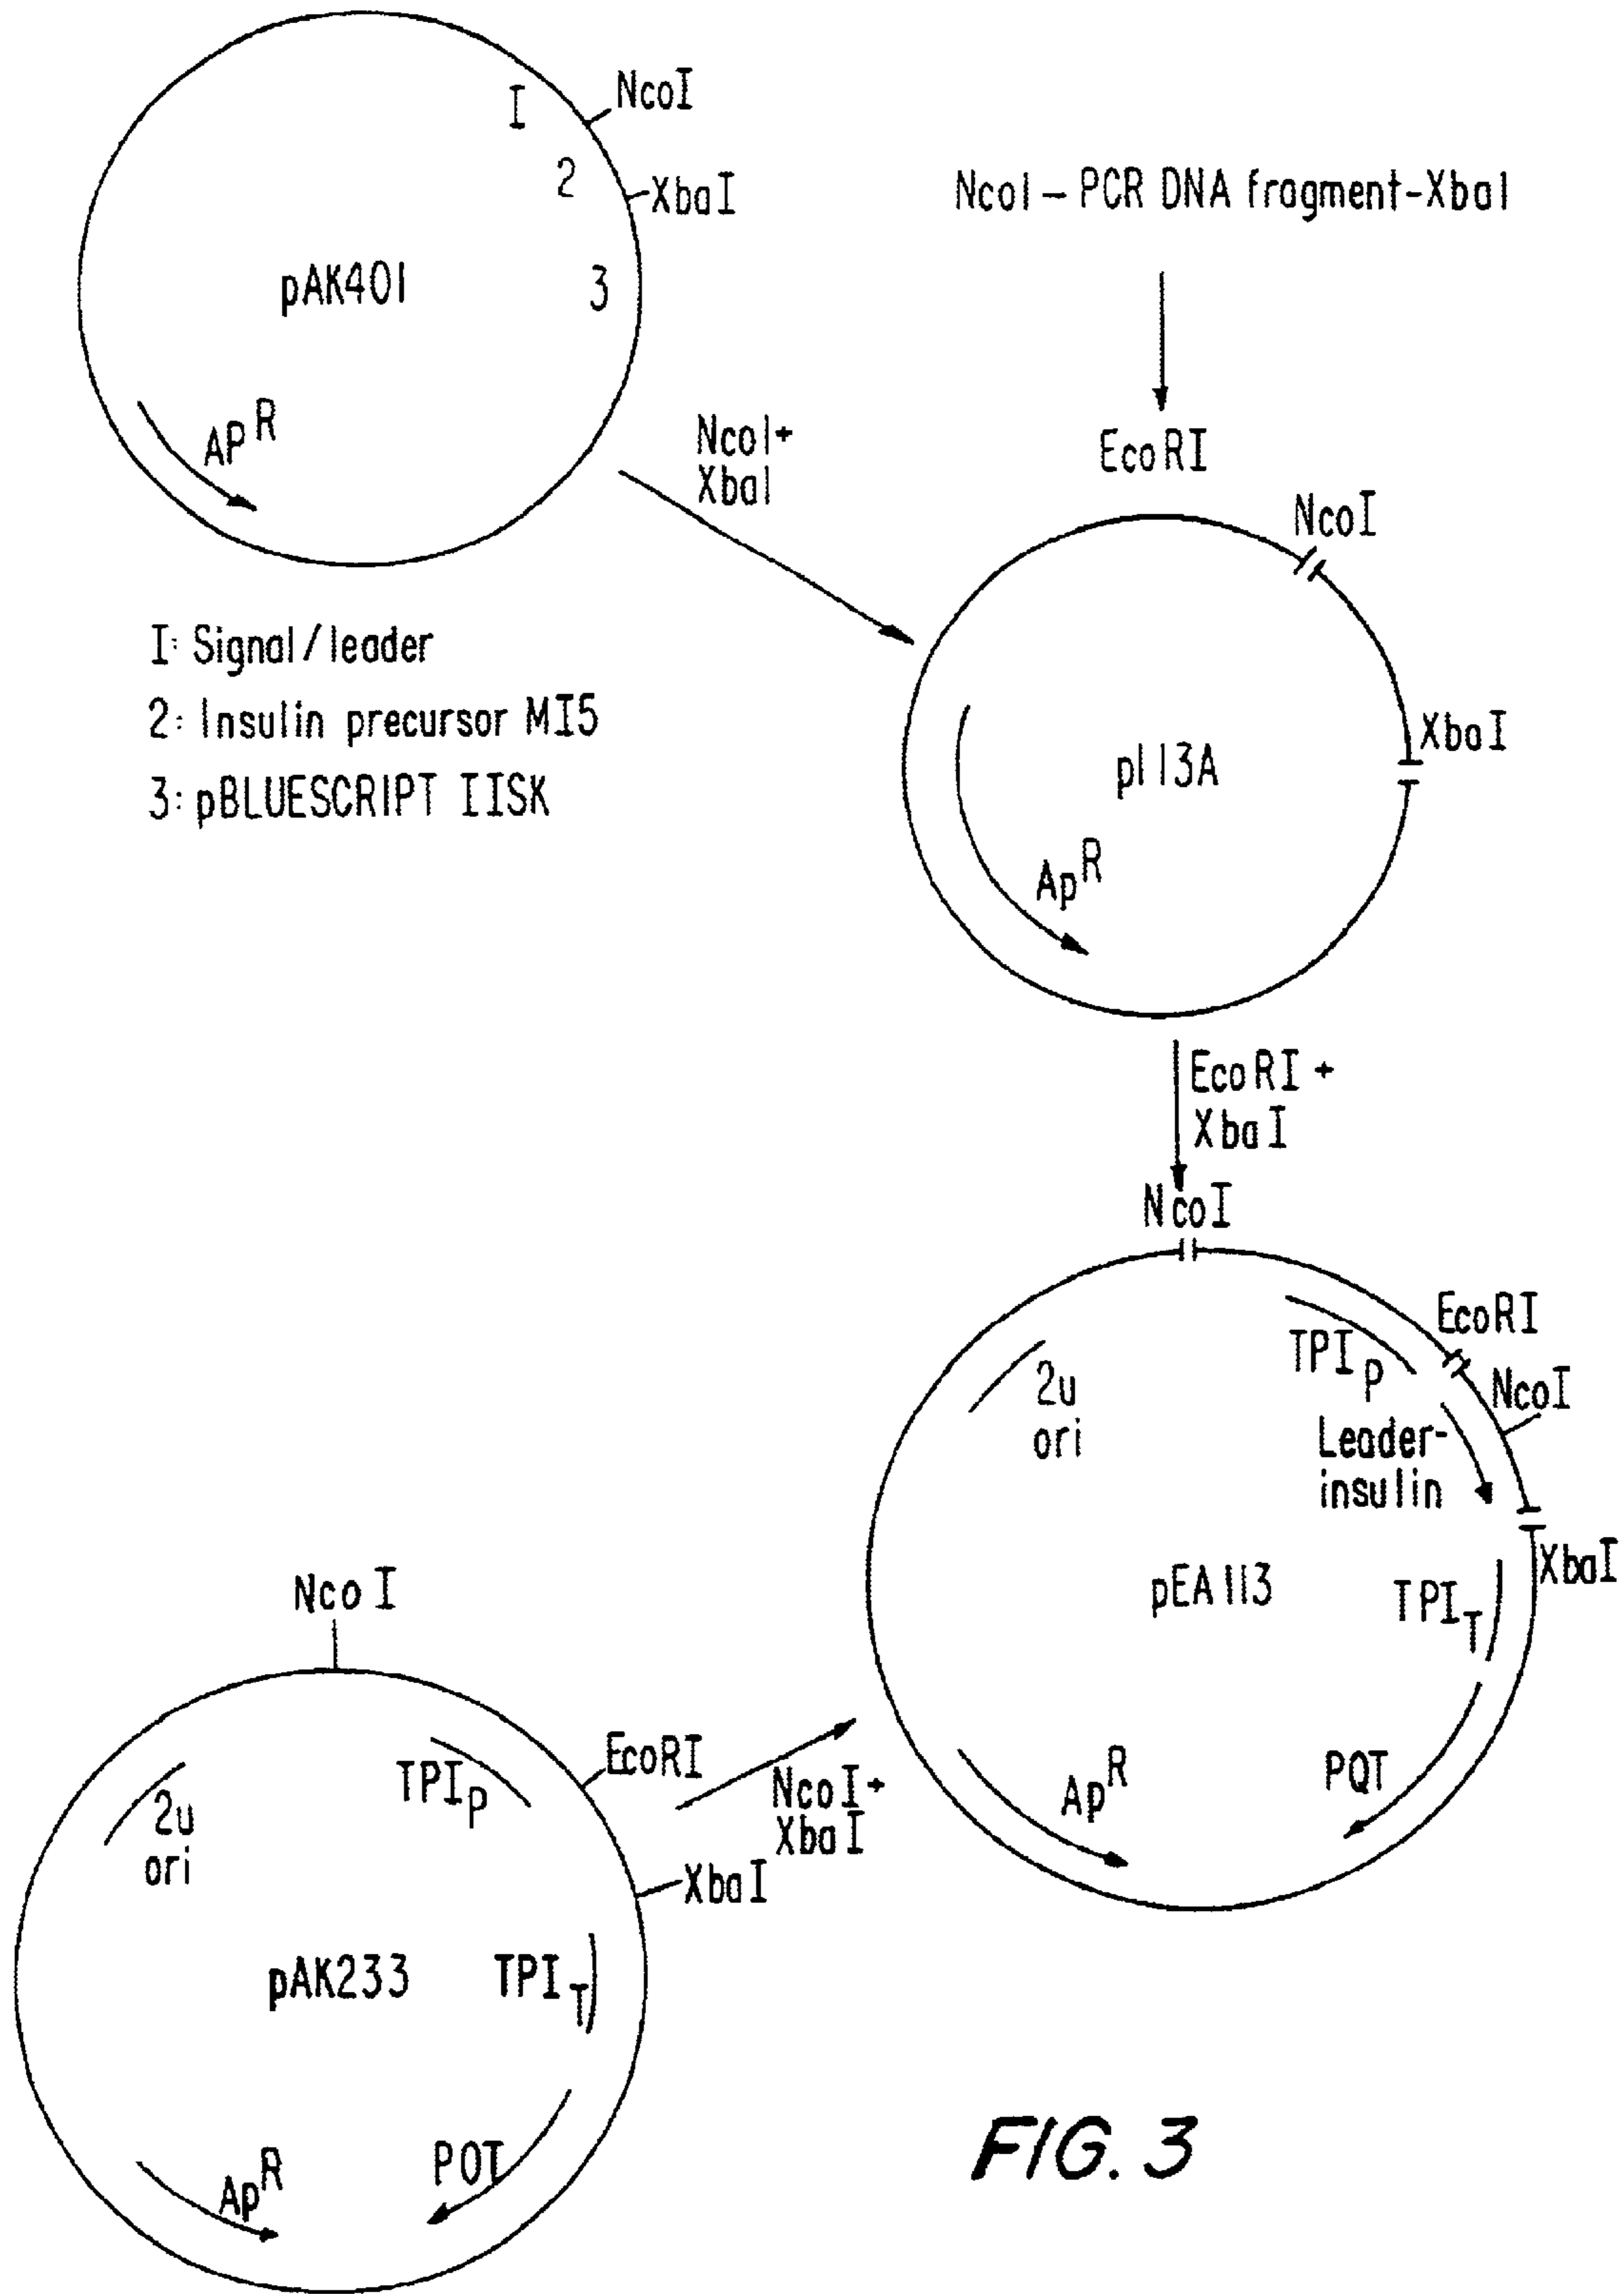 I
NcoI
2
XbaI
pAK401
3
AP R
NcoI – PCR DNA fragment-XbaI
NcoI+
XbaI
EcoRI
NcoI
I: Signal/leader
2: Insulin precursor MI5
3: pBLUESCRIPT IISK
XbaI
p113A
Ap R
EcoRI +
XbaI
NcoI
EcoRI
TPI P
NcoI
2u
ori
Leader-
insulin
XbaI
pEA113
TPI T
PQT
Ap R
NcoI
EcoRI
TPI P
NcoI+
XbaI
2u
ori
XbaI
pAK233
TPI T
POT
Ap R
FIG. 3